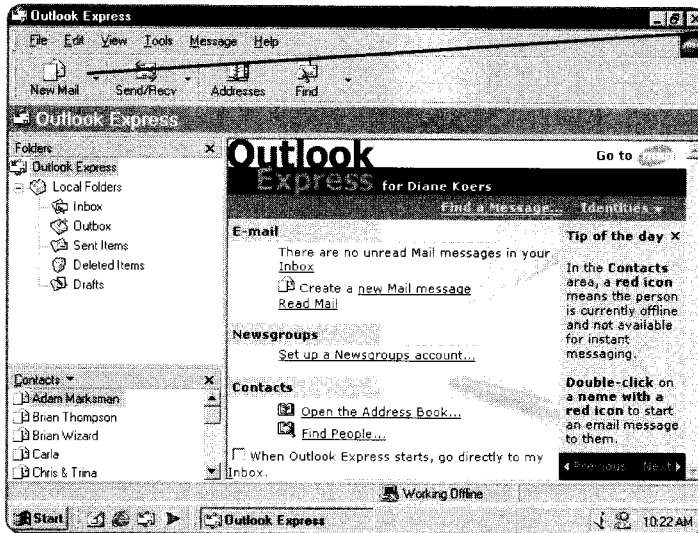 Outlook Express
File Edit View Tools Message Help
New Mail Send/Recv Addresses Find
Outlook Express
Folders
Outlook Express
Local Folders
Inbox
Outbox
Sent Items
Deleted Items
Drafts
Contacts
Adam Marksman
Brian Thompson
Brian Wizard
Carla
Chris & Trina
Outlook
Express for Diane Koers
Go to
Find a Message... Identities
E-mail
There are no unread Mail messages in your
Inbox
Create a new Mail message
Read Mail
Newsgroups
Set up a Newsgroups account...
Contacts
Open the Address Book...
Find People...
When Outlook Express starts, go directly to my
Inbox.
Tip of the day
In the Contacts
area, a red icon
means the person
is currently offline
and not available
for instant
messaging.
Double-click on
a name with a
red icon to start
an email message
to them.
Previous Next
Working Offline
Start Outlook Express 10:22 AM